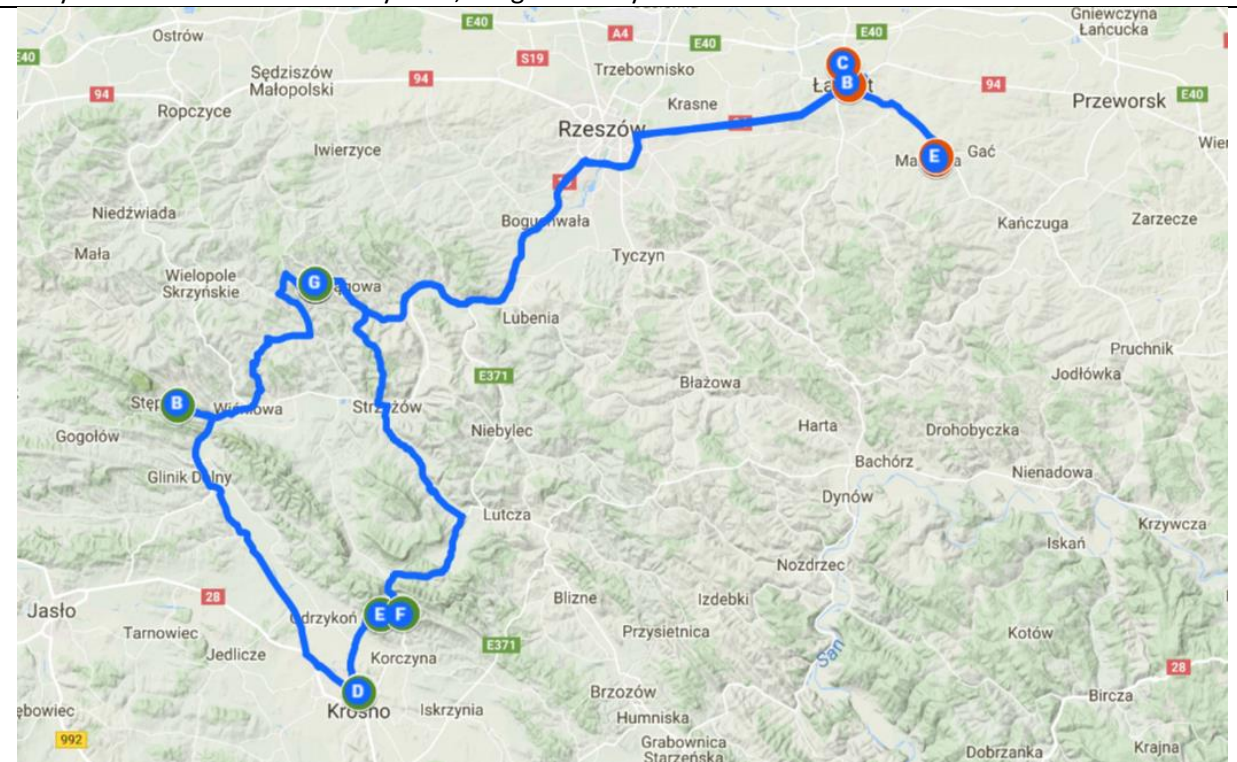 E40
Gniewczyna
Łańcucka
Ostrów
A4
E40
E40
E40
S19
Trzebownisko
Sędziszów
Małopolski
94
C
B
94
94
Krasne
Przeworsk
E40
Ropczyce
Rzeszów
Iwierzyce
E
Gać
Niedźwiada
Boguchwała
Kańczuga
Zarzecze
Mała
Tyczyn
Wielopole
Skrzyńskie
G
Lubenia
Pruchnik
E371
Błażowa
Jodłówka
B
Wiśniowa
Strzyżów
Gogołów
Niebylec
Harta
Drohobyczka
Bachórz
Glinik Dolny
Nienadowa
Dynów
Lutcza
Krzywcza
Iskań
Nozdrzec
28
Blizne
Izdebki
Jasło
Odrzykoń
E
F
Tarnowiec
Przysietnica
Kotów
E371
Jedlicze
Korczyna
San
28
D
Brzozów
Bircza
Krosno
Iskrzynia
Humniska
992
Grabownica
Starzeńska
Dobrzanka
Krajna